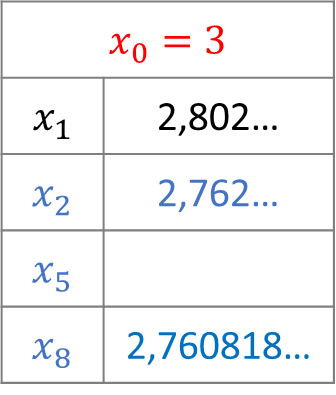 x₀ = 3
x₁ 2,802...
x₂ 2,762...
x₅
x₈ 2,760818...